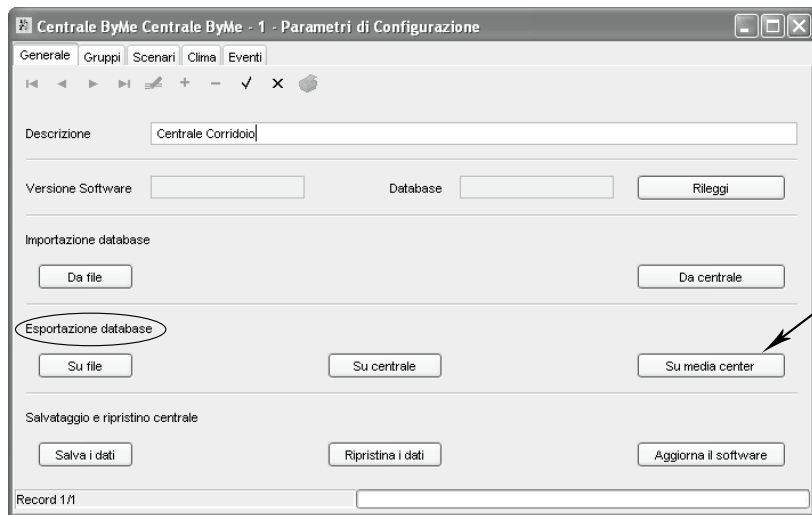 Centrale ByMe Centrale ByMe - 1 - Parametri di Configurazione
Generale Gruppi Scenari Clima Eventi
Descrizione Centrale Corridoio
Versione Software Database Rileggi
Importazione database
Da file Da centrale
Esportazione database
Su file Su centrale Su media center
Salvataggio e ripristino centrale
Salva i dati Ripristina i dati Aggiorna il software
Record 1/1